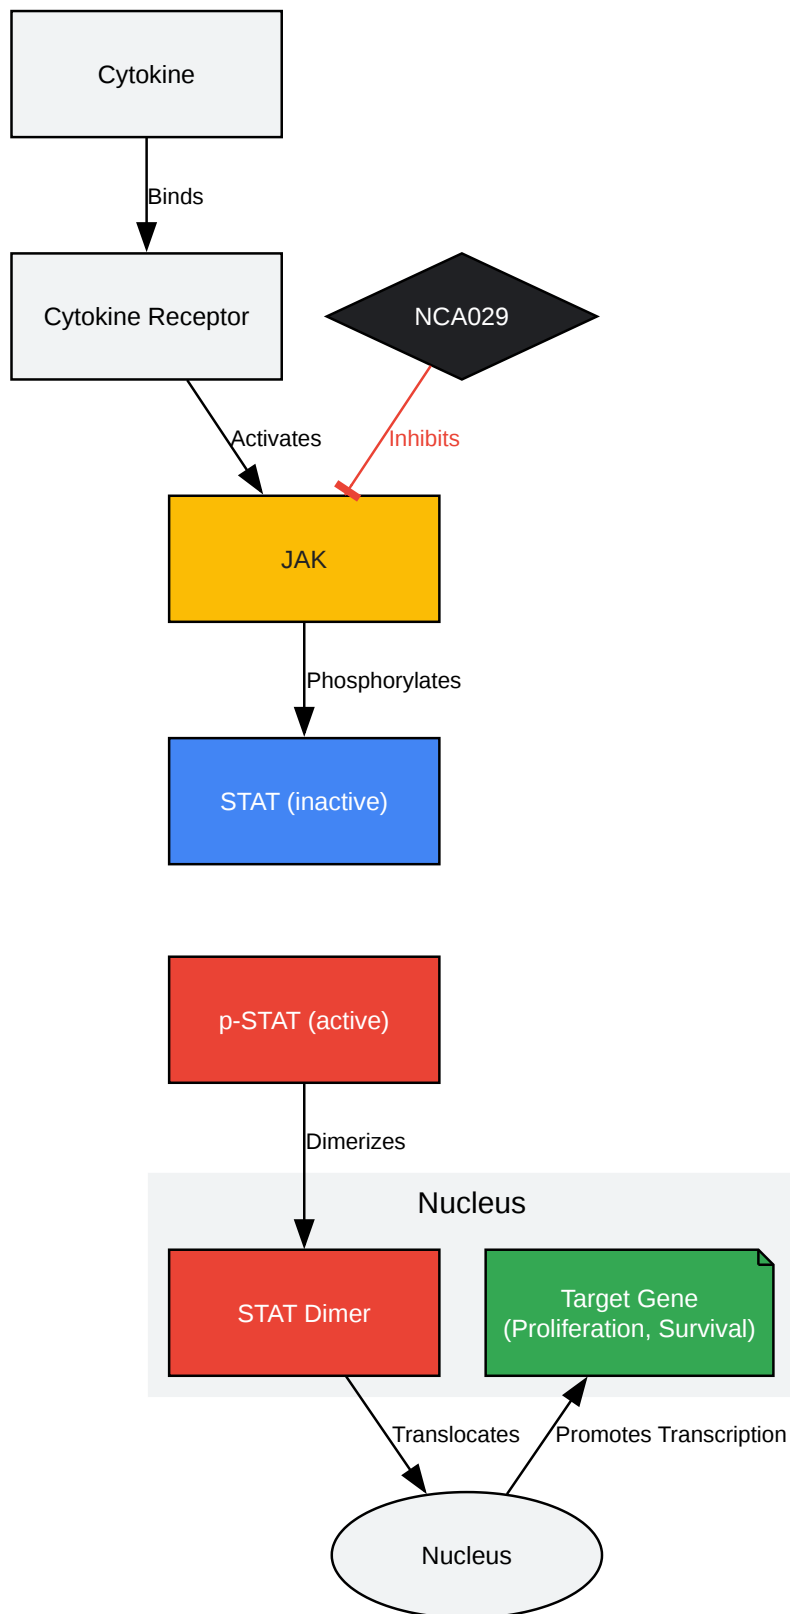 Cytokine
Binds
Cytokine Receptor
NCA029
Activates
Inhibits
JAK
Phosphorylates
STAT (inactive)
p-STAT (active)
Dimerizes
Nucleus
STAT Dimer
Target Gene
(Proliferation, Survival)
Translocates
Promotes Transcription
Nucleus